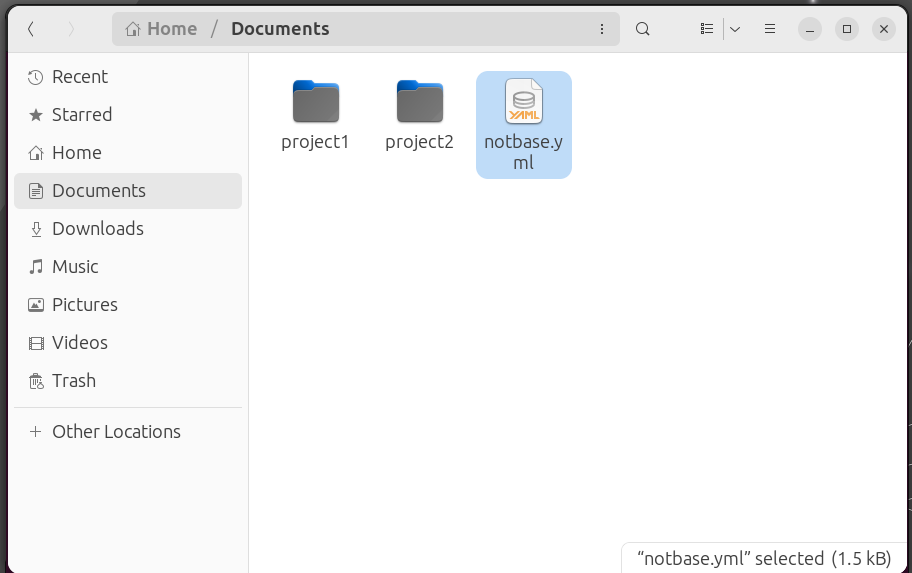 Home / Documents
Recent
Starred
Home
Documents
Downloads
Music
Pictures
Videos
Trash
+ Other Locations
project1
project2
YAML
notbase.y
ml
“notbase.yml” selected (1.5 kB)